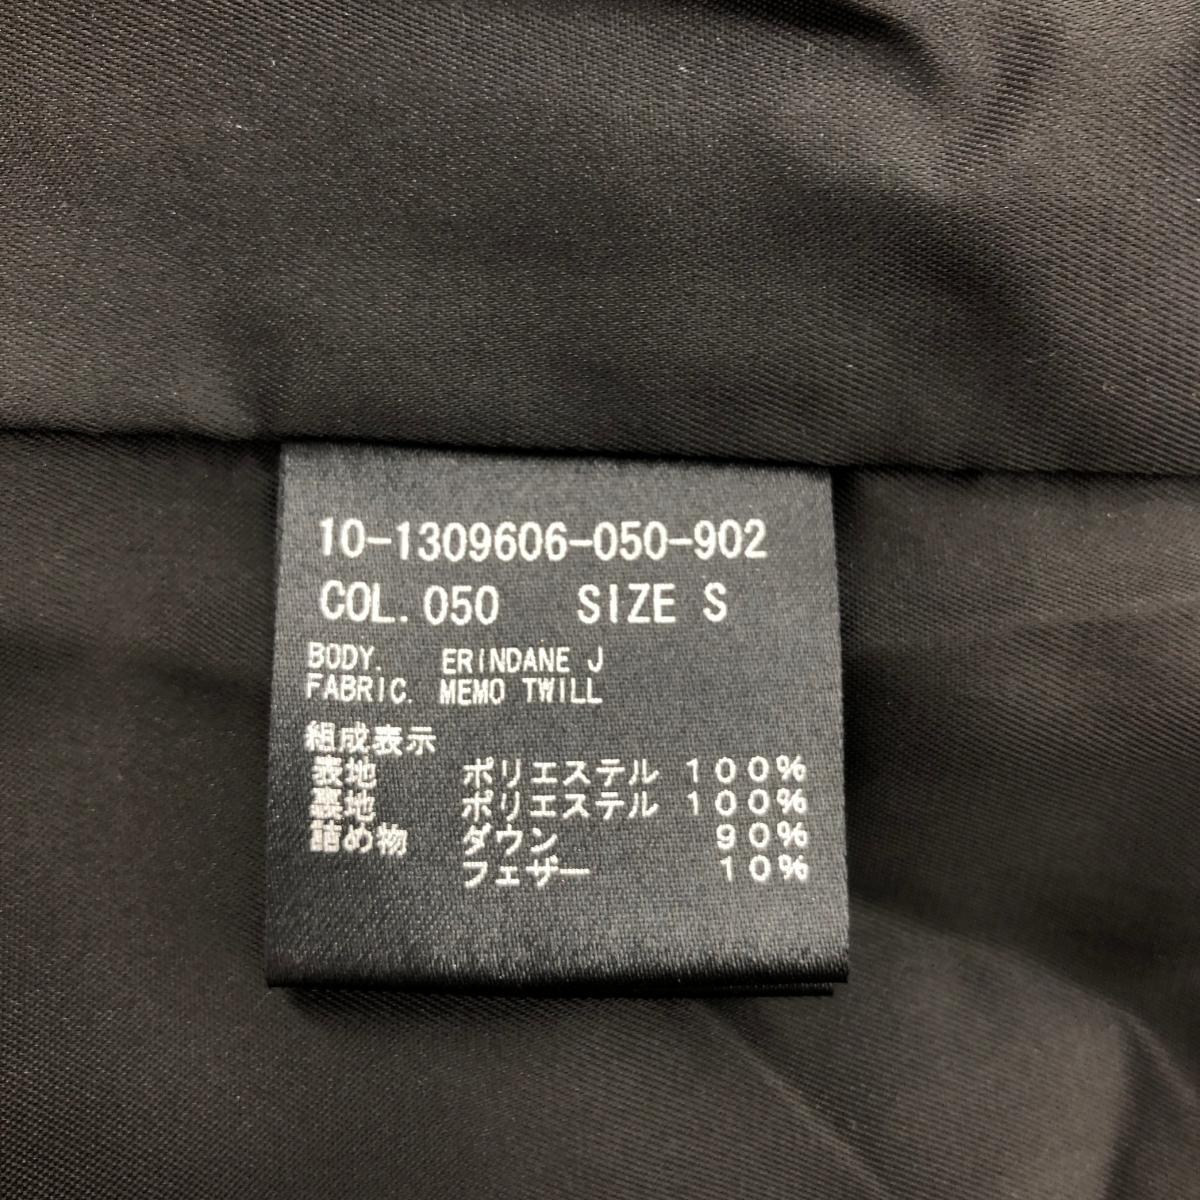 10-1309606-050-902
COL. 050 SIZE S
BODY. ERINDANE J
FABRIC. MEMO TWILL
組成表示
表地 ポリエステル 100%
裏地 ポリエステル 100%
詰め物 ダウン 90%
フェザー 10%